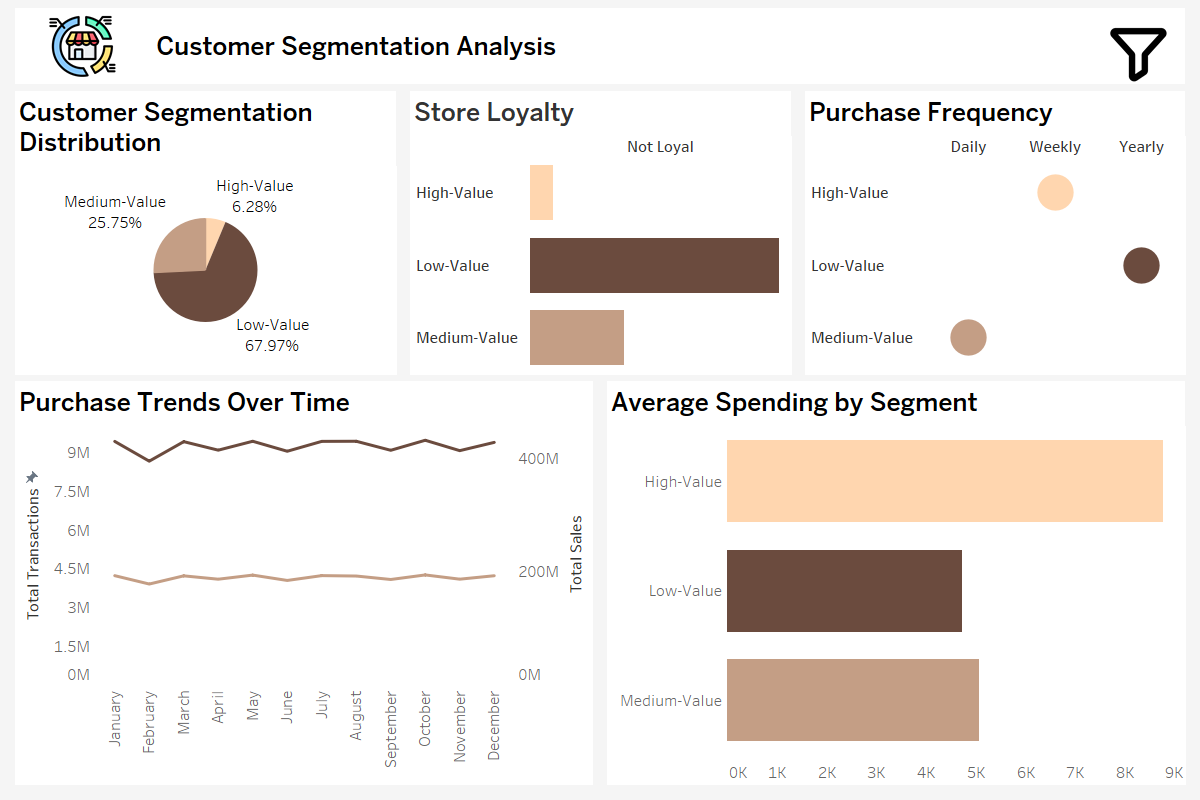 Customer Segmentation Analysis
Customer Segmentation
Distribution
High-Value
6.28%
Medium-Value
25.75%
Low-Value
67.97%
Store Loyalty
Not Loyal
High-Value
Low-Value
Medium-Value
Purchase Frequency
Daily Weekly Yearly
High-Value
Low-Value
Medium-Value
Purchase Trends Over Time
Total Transactions
9M
7.5M
6M
4.5M
3M
1.5M
0M
400M
200M
0M
Total Sales
January
February
March
April
May
June
July
August
September
October
November
December
Average Spending by Segment
High-Value
Low-Value
Medium-Value
0K 1K 2K 3K 4K 5K 6K 7K 8K 9K